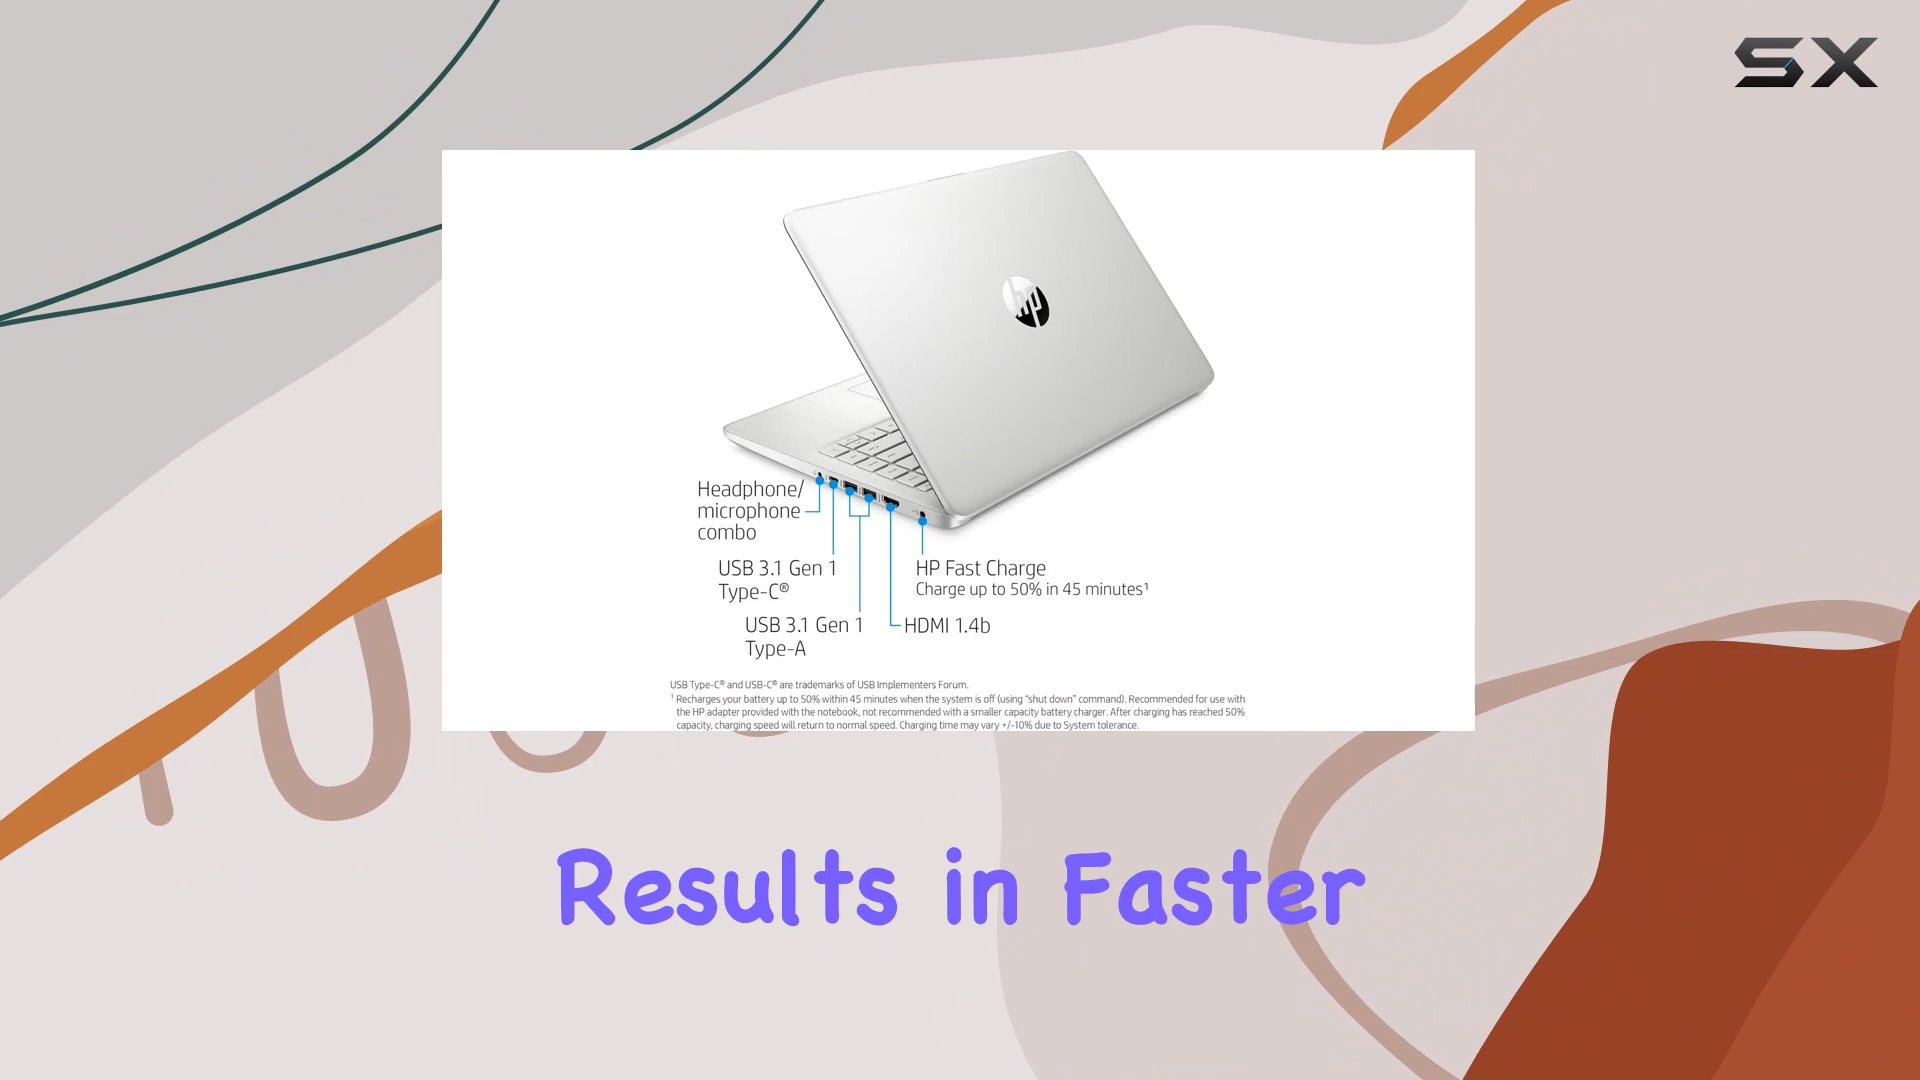 SX
hp
Headphone/
microphone
combo
USB 3.1 Gen 1
Type-C®
USB 3.1 Gen 1
Type-A
HP Fast Charge
Charge up to 50% in 45 minutes¹
HDMI 1.4b
USB Type-C® and USB-C® are trademarks of USB Implementers Forum.
¹ Recharges your battery up to 50% within 45 minutes when the system is off (using "shut down" command). Recommended for use with
the HP adapter provided with the notebook, not recommended with a smaller capacity battery charger. After charging has reached 50%
capacity, charging speed will return to normal speed. Charging time may vary +/-10% due to System tolerance.
Results in Faster